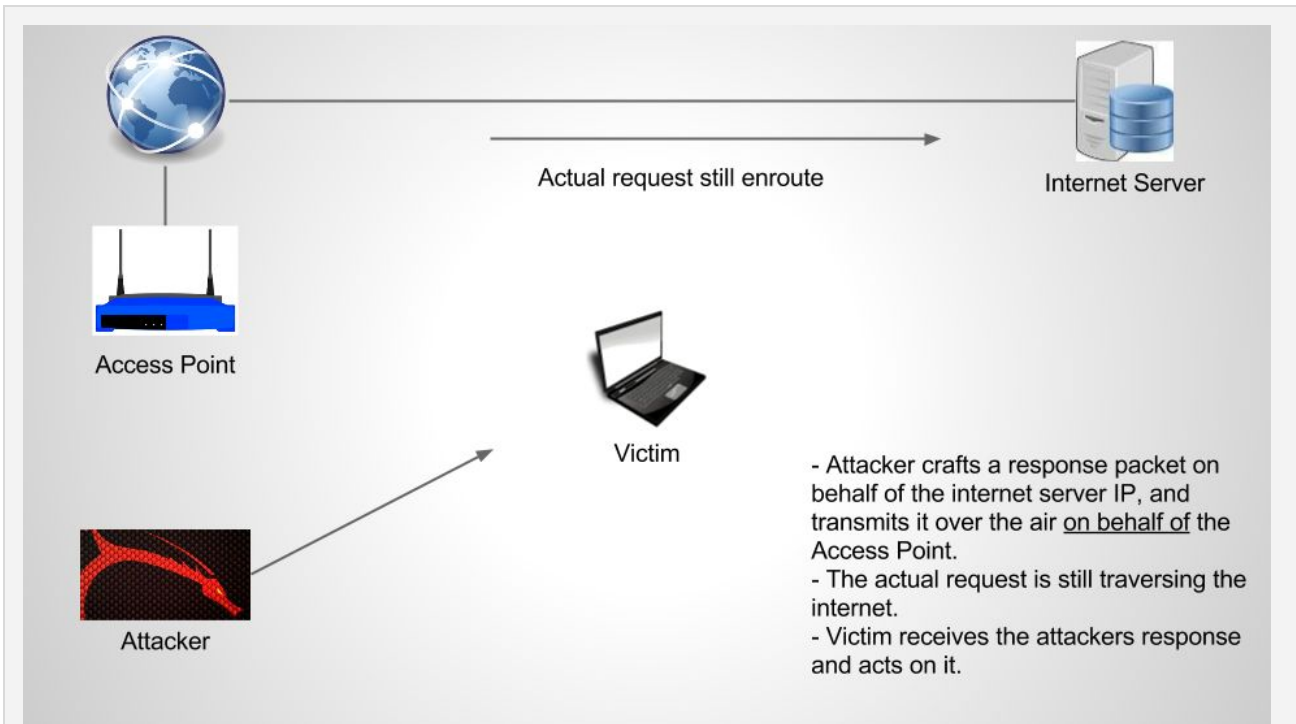 Actual request still enroute
Internet Server
Access Point
Victim
Attacker
- Attacker crafts a response packet on
behalf of the internet server IP, and
transmits it over the air on behalf of the
Access Point.
- The actual request is still traversing the
internet.
- Victim receives the attackers response
and acts on it.